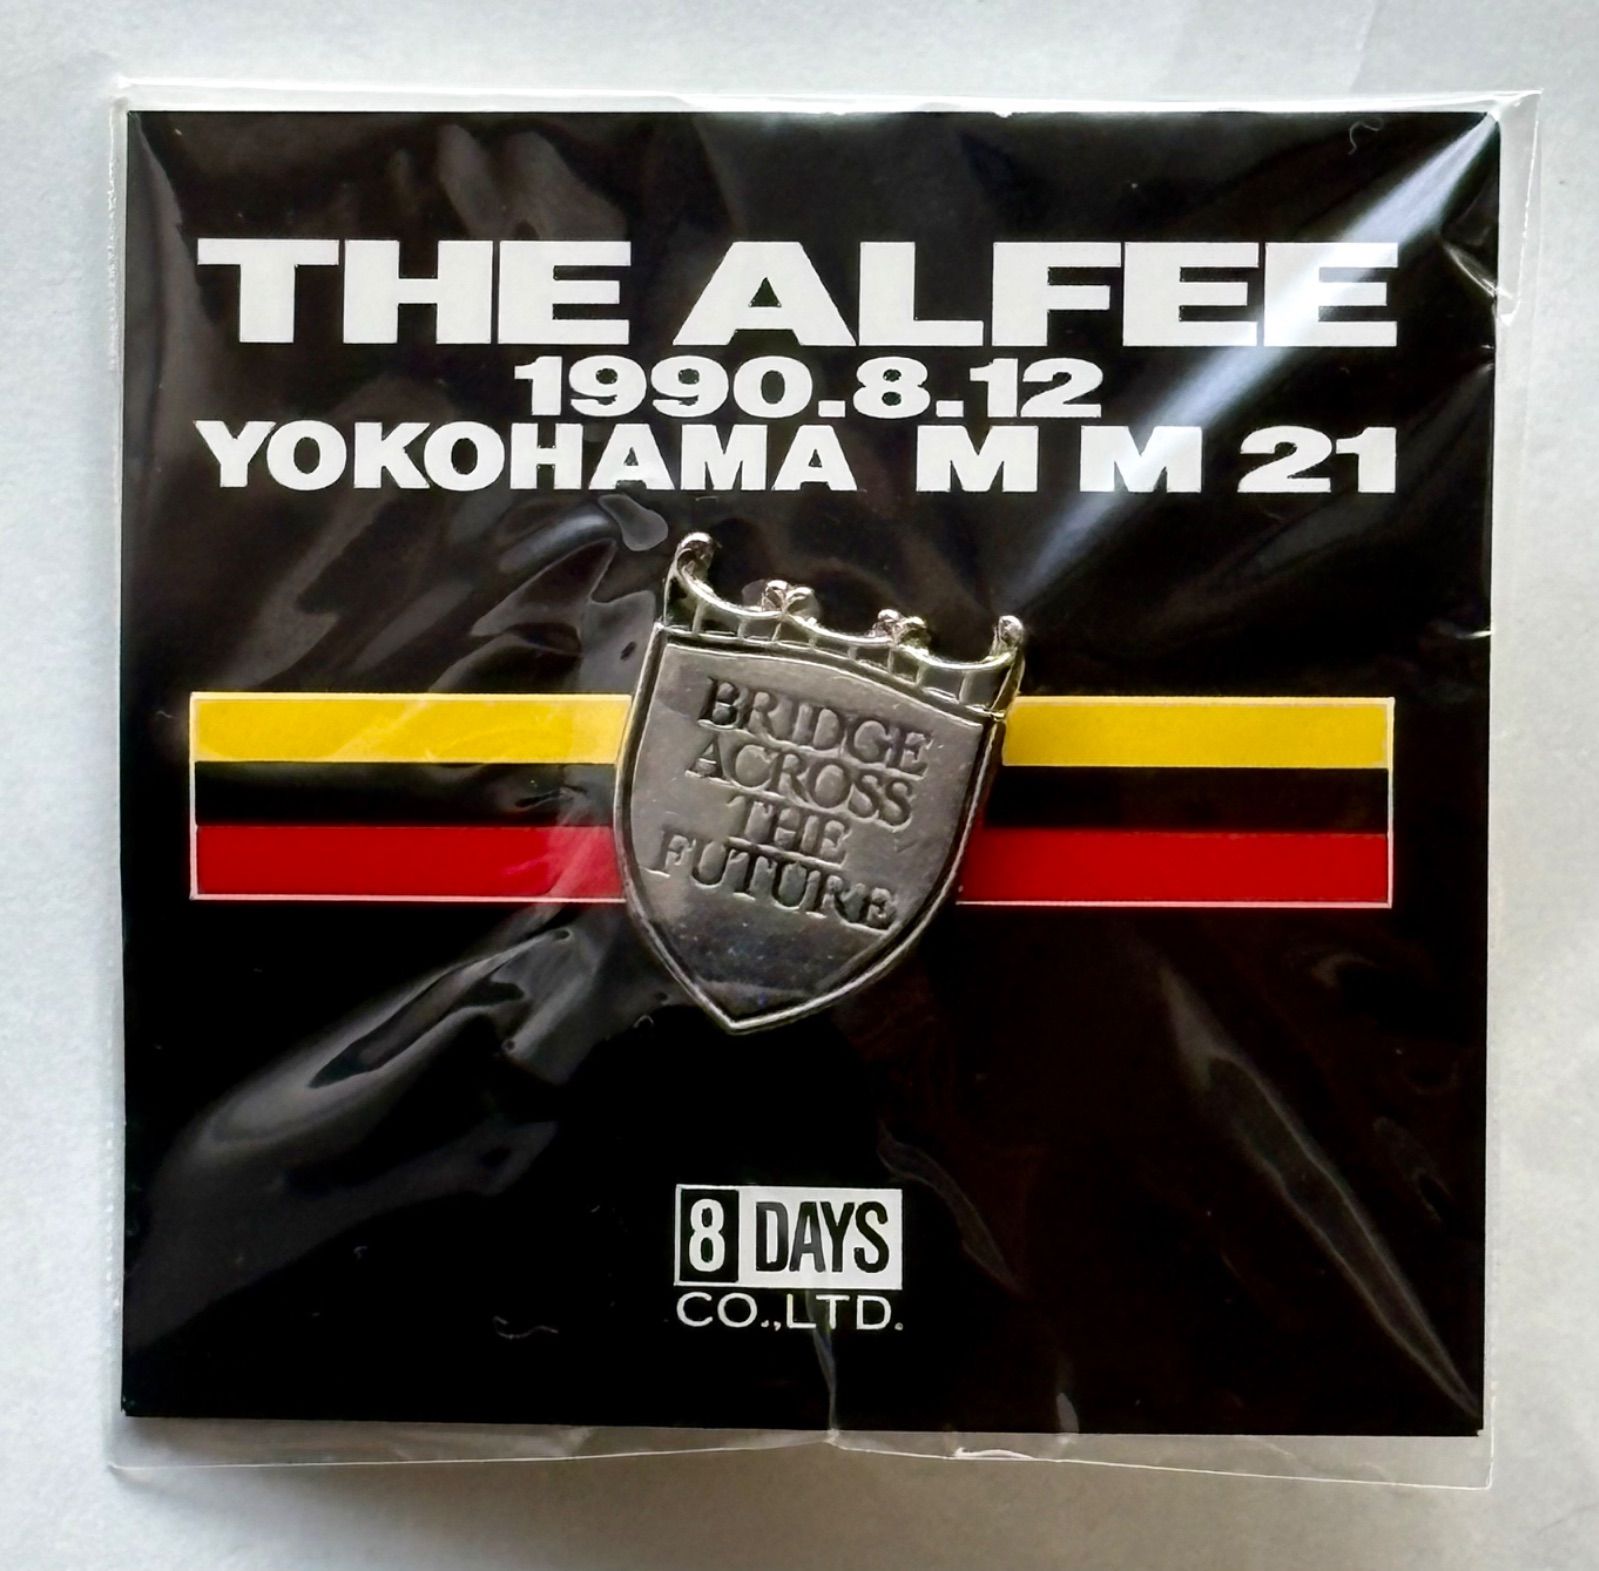 THE ALFEE
1990.8.12
YOKOHAMA M M 21
BRIDGE
ACROSS
THE
FUTURE
8 DAYS
CO.,LTD.